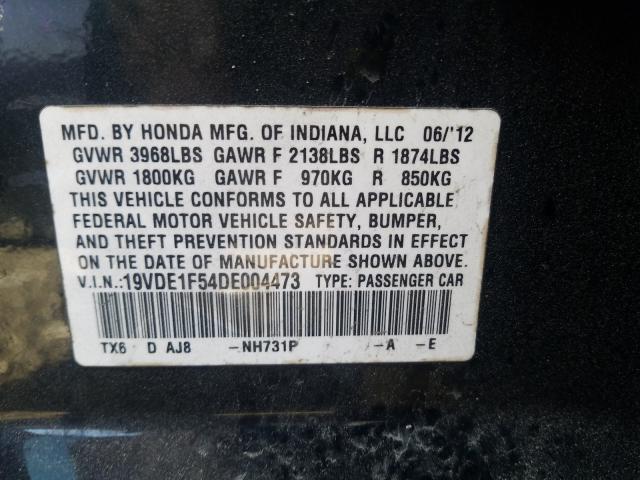 MFD. BY HONDA MFG. OF INDIANA, LLC 06/'12
GVWR 3968LBS GAWR F 2138LBS R 1874LBS
GVWR 1800KG GAWR F 970KG R 850KG
THIS VEHICLE CONFORMS TO ALL APPLICABLE
FEDERAL MOTOR VEHICLE SAFETY, BUMPER,
AND THEFT PREVENTION STANDARDS IN EFFECT
ON THE DATE OF MANUFACTURE SHOWN ABOVE.
V.I.N.:19VDE1F54DE004473 TYPE: PASSENGER CAR
TX6 D AJ8 -NH731P -A -E